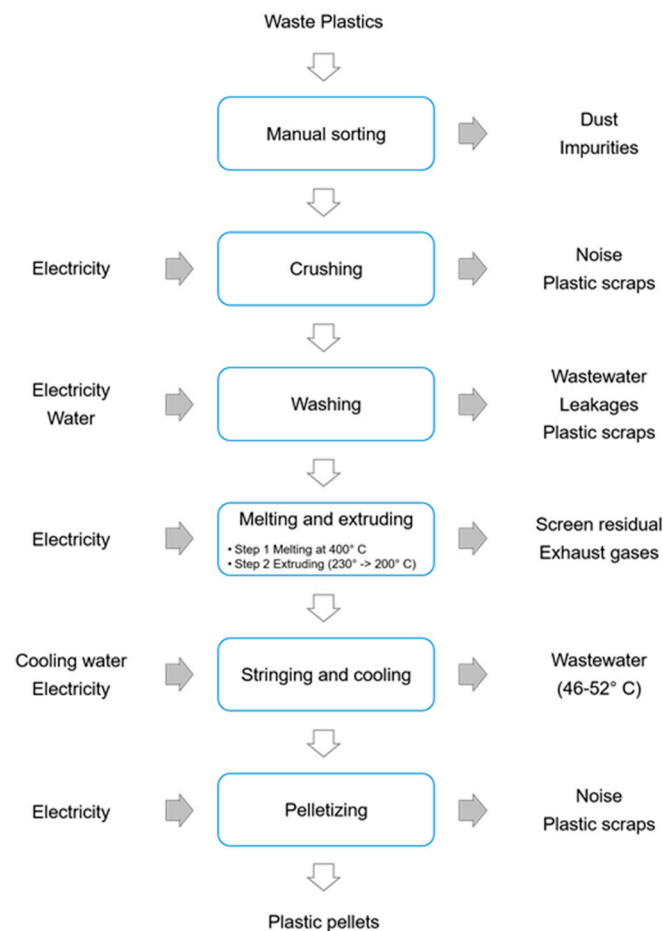 Waste Plastics
Manual sorting
Dust
Impurities
Electricity
Crushing
Noise
Plastic scraps
Electricity
Water
Washing
Wastewater
Leakages
Plastic scraps
Electricity
Melting and extruding
• Step 1 Melting at 400° C
• Step 2 Extruding (230° -> 200° C)
Screen residual
Exhaust gases
Cooling water
Electricity
Stringing and cooling
Wastewater
(46-52° C)
Electricity
Pelletizing
Noise
Plastic scraps
Plastic pellets